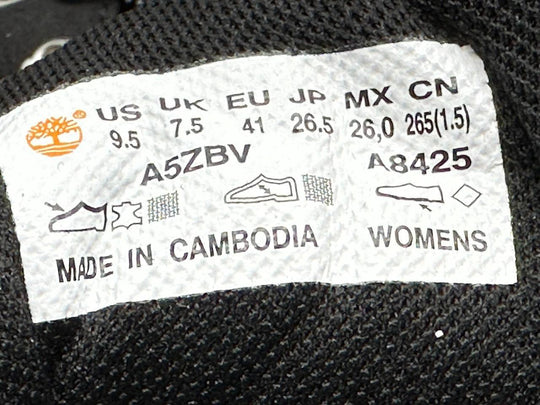 US UK EU JP MX CN
9.5 7.5 41 26.5 26,0 265(1.5)
A5ZBV A8425
MADE IN CAMBODIA WOMENS